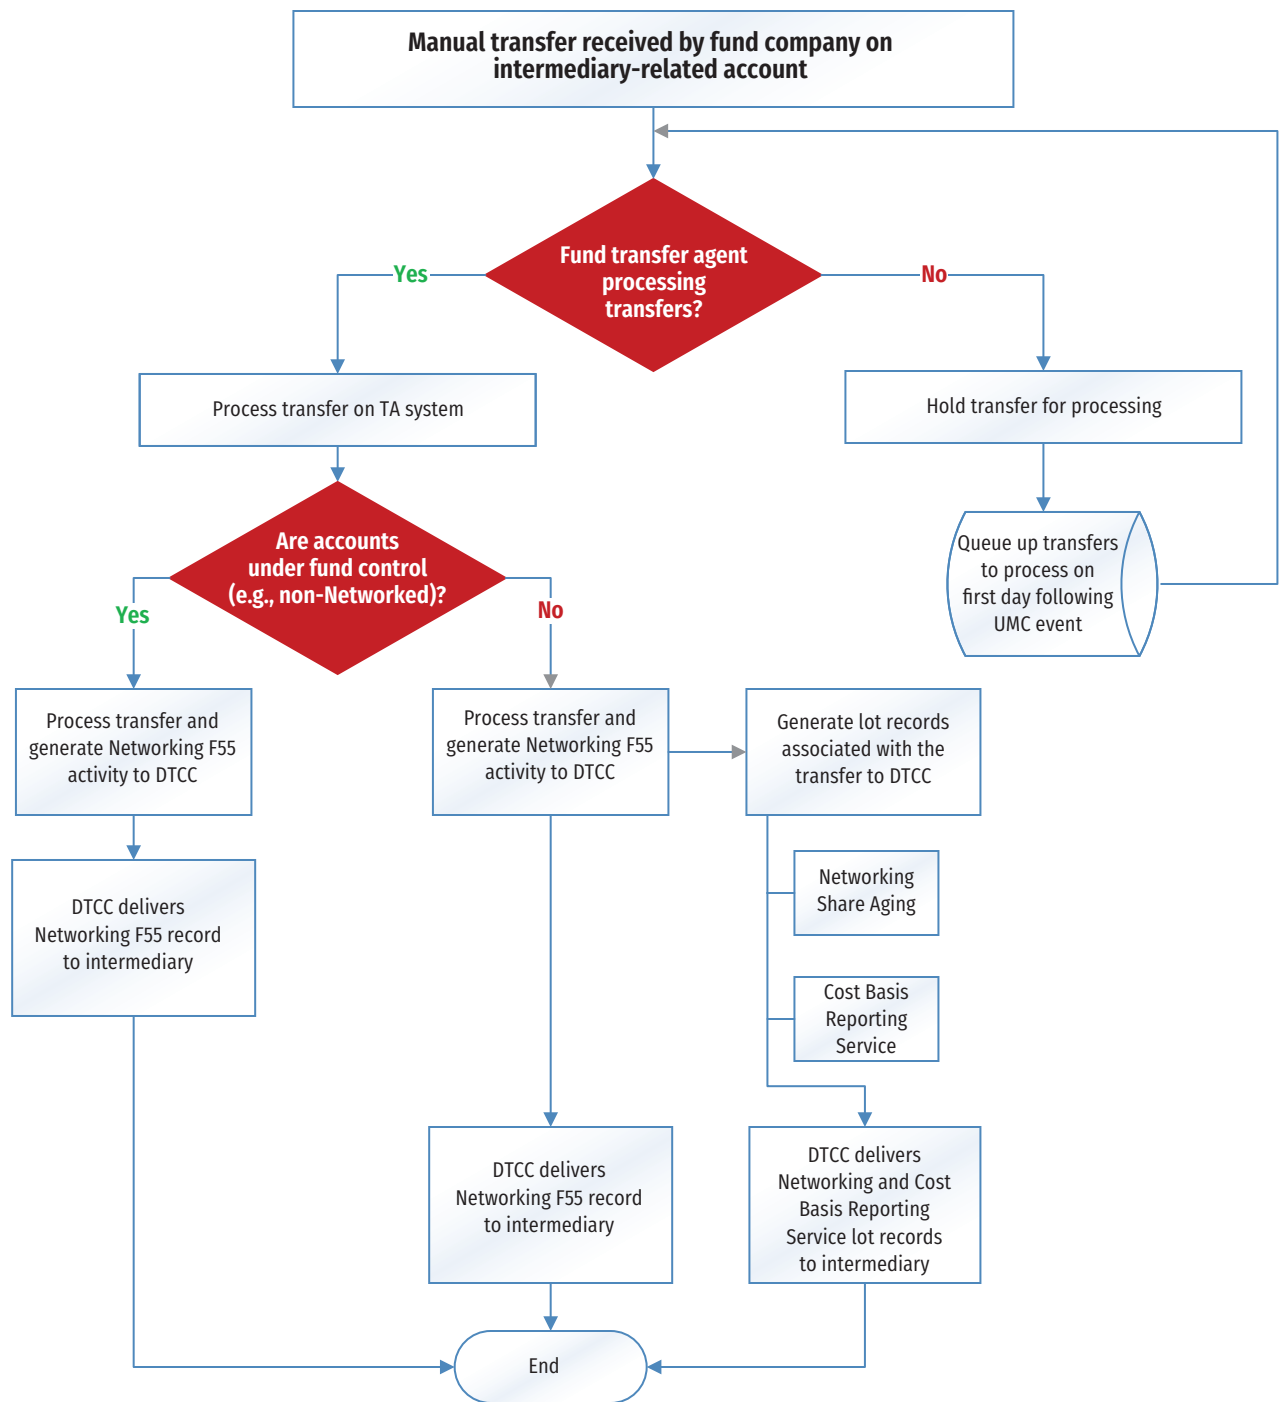 Manual transfer received by fund company on
intermediary-related account
Fund transfer agent
processing
transfers?
Yes
No
Process transfer on TA system
Hold transfer for processing
Queue up transfers
to process on
first day following
UMC event
Are accounts
under fund control
(e.g., non-Networked)?
Yes
No
Process transfer and
generate Networking F55
activity to DTCC
Process transfer and
generate Networking F55
activity to DTCC
Generate lot records
associated with the
transfer to DTCC
DTCC delivers
Networking F55 record
to intermediary
Networking
Share Aging
Cost Basis
Reporting
Service
DTCC delivers
Networking F55 record
to intermediary
DTCC delivers
Networking and Cost
Basis Reporting
Service lot records
to intermediary
End